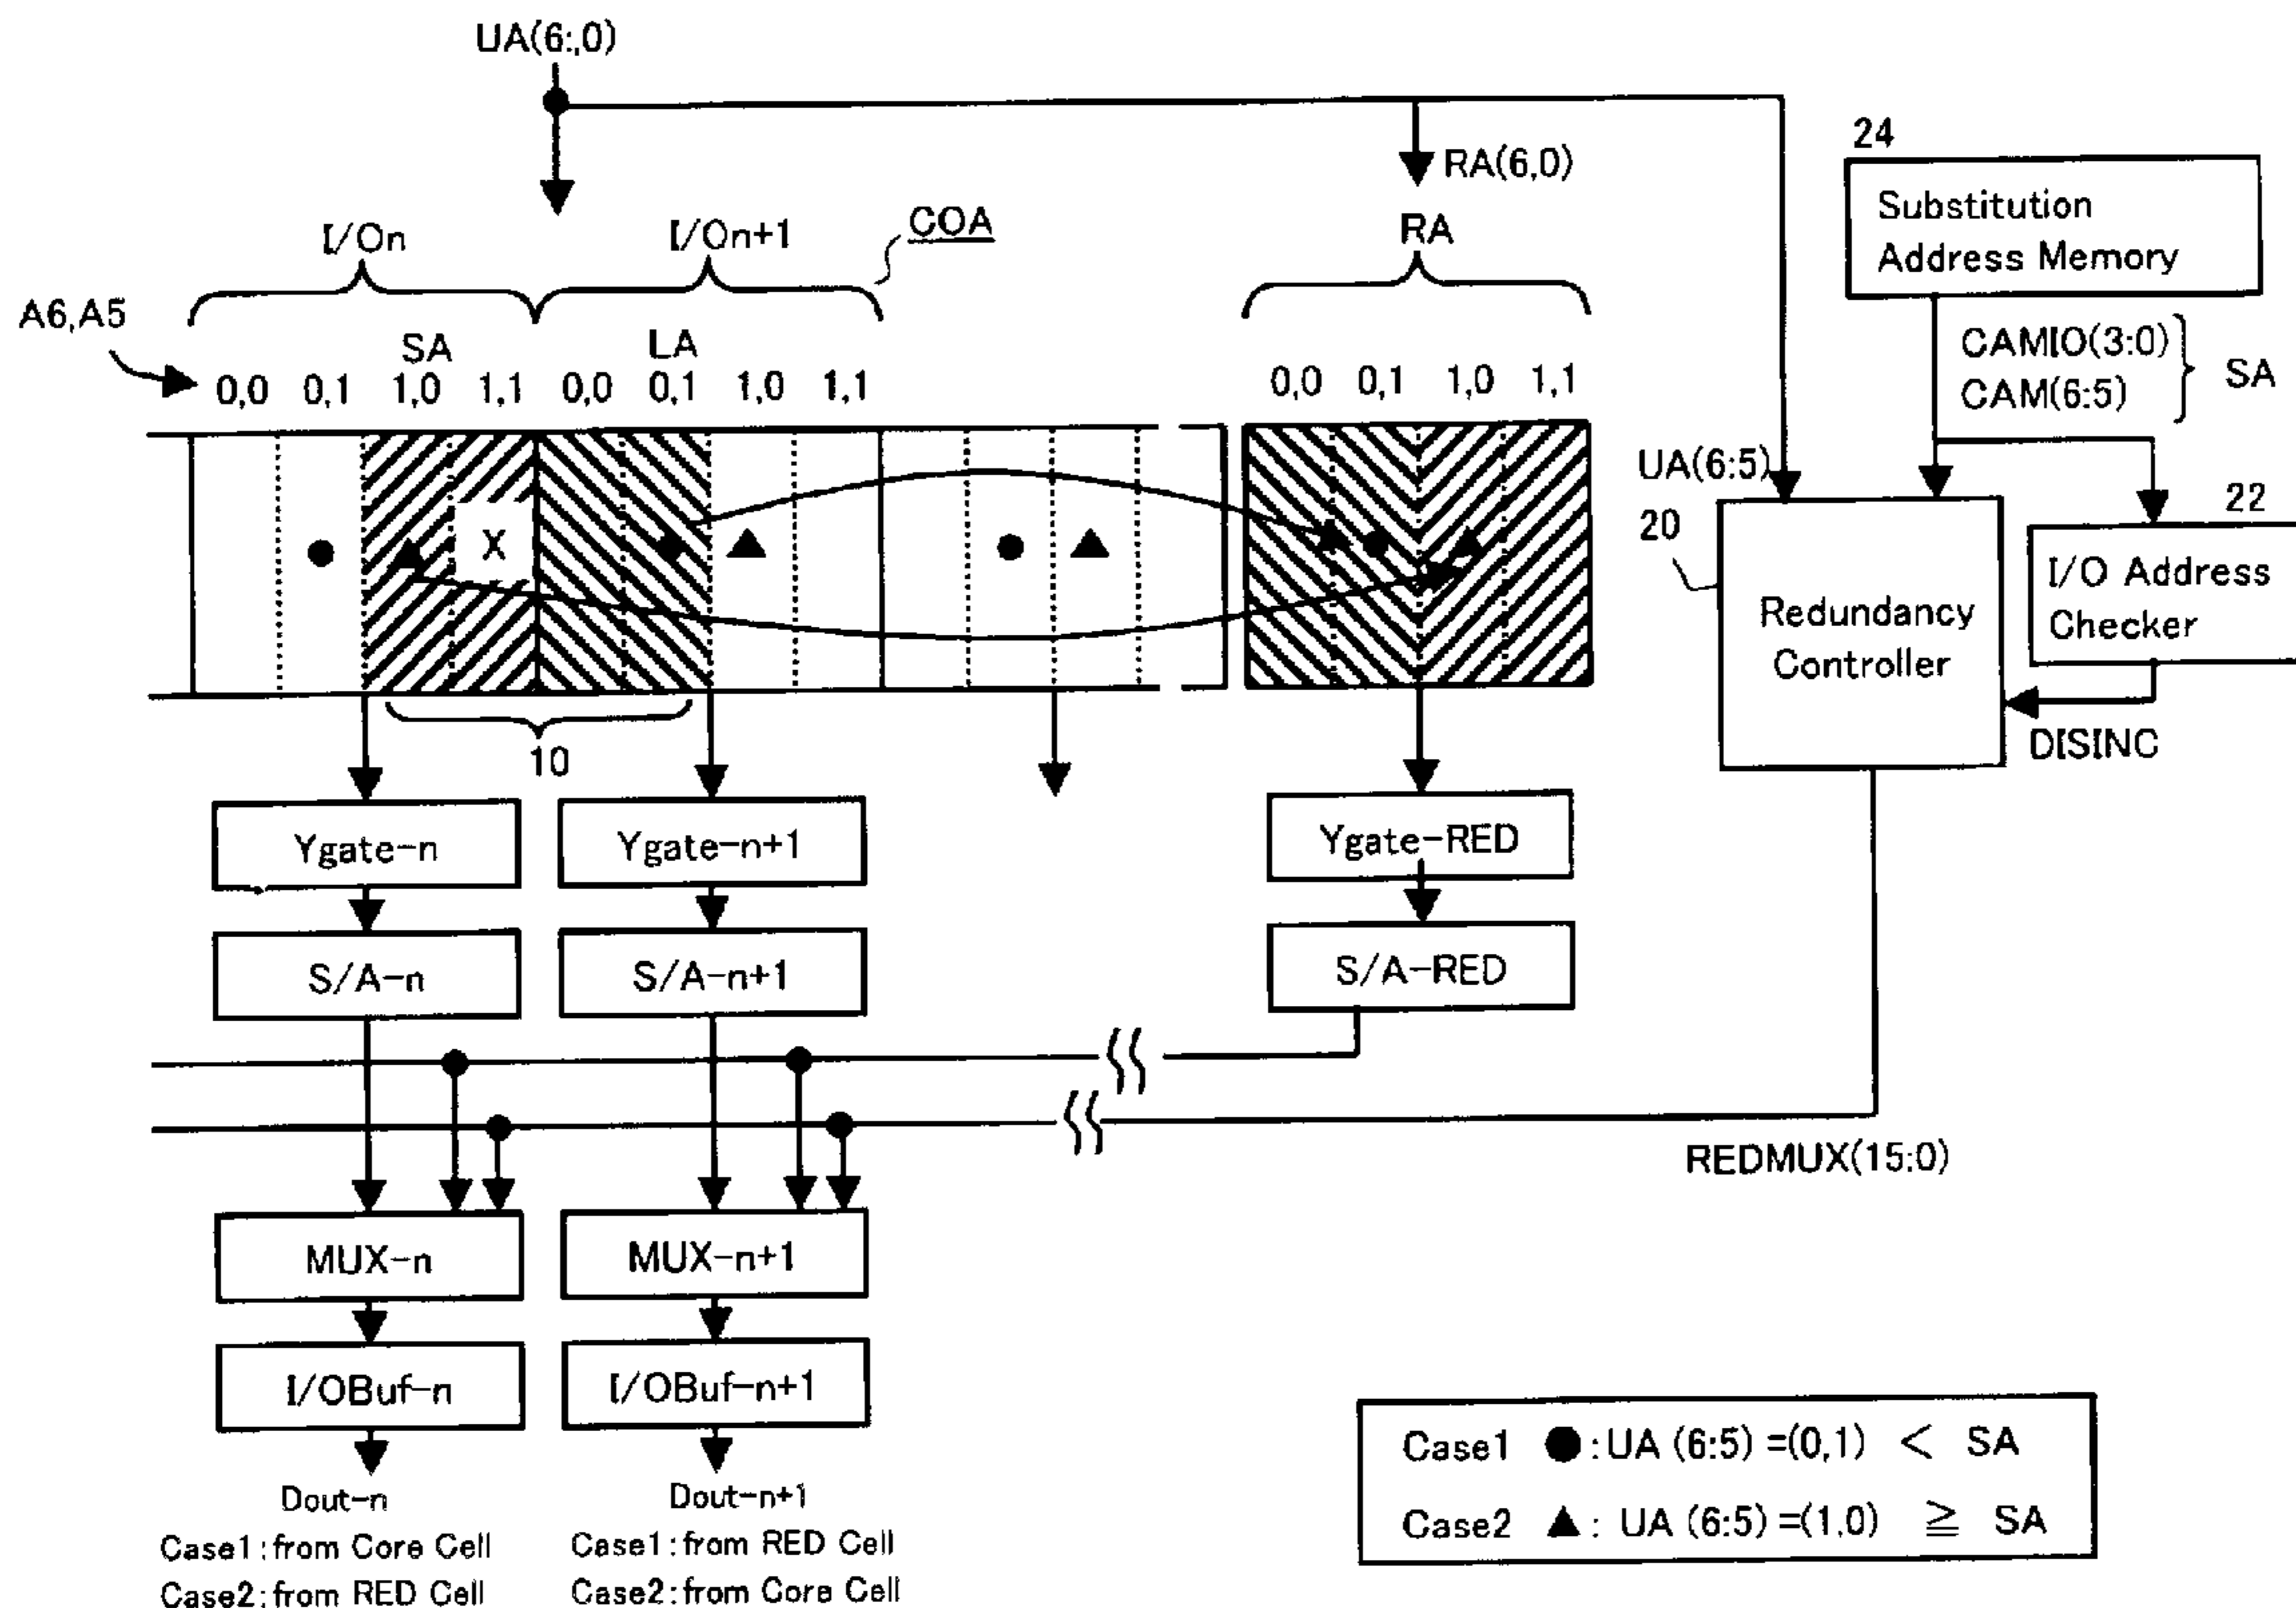 UA(6:,0)
RA(6,0)
24
Substitution
Address Memory
I/On
I/On+1
COA
RA
A6,A5
SA
LA
0,0 0,1 1,0 1,1 0,0 0,1 1,0 1,1
0,0 0,1 1,0 1,1
CAMIO(3:0)
CAM(6:5)
SA
UA(6:5)
20
22
X
I/O Address
Checker
Redundancy
Controller
DISINC
10
Ygate-n
Ygate-n+1
Ygate-RED
S/A-n
S/A-n+1
S/A-RED
REDMUX(15:0)
MUX-n
MUX-n+1
I/OBuf-n
I/OBuf-n+1
Dout-n
Case1:from Core Cell
Case2:from RED Cell
Dout-n+1
Case1:from RED Cell
Case2:from Core Cell
Case1 ●:UA (6:5) =(0,1) < SA
Case2 ▲: UA (6:5) =(1,0) ≧ SA